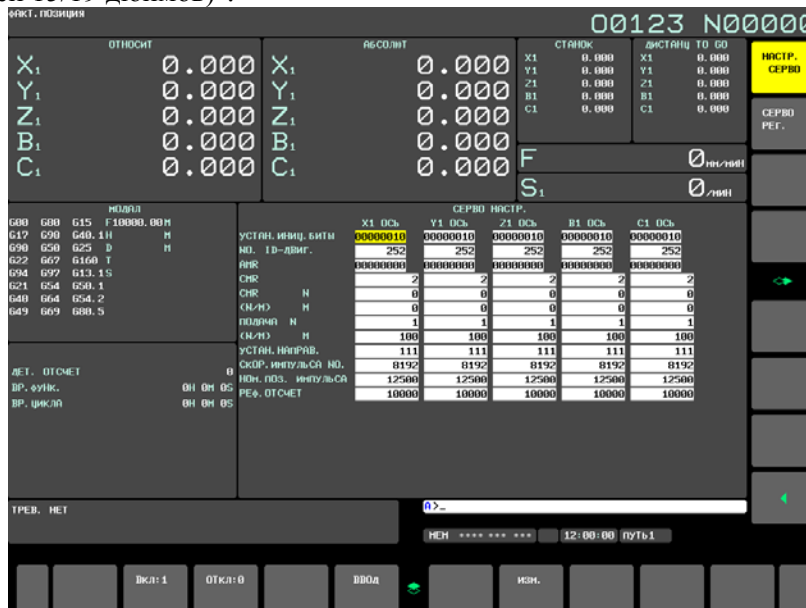 ей 15/19 дюймов) .
ФАКТ.ПОЗИЦИЯ
O0123 N00000
ОТНОСИТ
X1 0.000
Y1 0.000
Z1 0.000
B1 0.000
C1 0.000
АБСОЛЮТ
X1 0.000
Y1 0.000
Z1 0.000
B1 0.000
C1 0.000
СТАНОК
X1 0.000
Y1 0.000
Z1 0.000
B1 0.000
C1 0.000
ДИСТАНЦ TO GO
X1 0.000
Y1 0.000
Z1 0.000
B1 0.000
C1 0.000
F 0мм/мин
S1 0/мин
НАСТР.
СЕРВО
СЕРВО
РЕГ.
МОДАЛ
G00 G80 G15 F10000.00 M
G17 G98 G40.1 H M
G90 G50 G25 D M
G22 G67 G160 T
G94 G97 G13.1 S
G21 G54 G50.1
G40 G64 G54.2
G49 G69 G80.5
ДЕТ. ОТСЧЕТ 0
ВР.ФУНК. 0H 0M 0S
ВР.ЦИКЛА 0H 0M 0S
СЕРВО НАСТР.
X1 ОСЬ Y1 ОСЬ Z1 ОСЬ B1 ОСЬ C1 ОСЬ
УСТАН.ИНИЦ.БИТЫ 00000010 00000010 00000010 00000010 00000010
NO. ID-ДВИГ. 252 252 252 252 252
AMR 00000000 00000000 00000000 00000000 00000000
CMR 2 2 2 2 2
CMR N 0 0 0 0 0
(N/M) M 0 0 0 0 0
ПОДАЧА N 1 1 1 1 1
(N/M) M 100 100 100 100 100
УСТАН.НАПРАВ. 111 111 111 111 111
СКОР.ИМПУЛЬСА NO. 8192 8192 8192 8192 8192
НОМ.ПОЗ. ИМПУЛЬСА 12500 12500 12500 12500 12500
РЕФ.ОТСЧЕТ 10000 10000 10000 10000 10000
ТРЕВ. НЕТ
A>_
MEM **** *** *** 12:00:00 ПУТЬ1
Вкл:1 Откл:0 ВВОД ИЗМ.